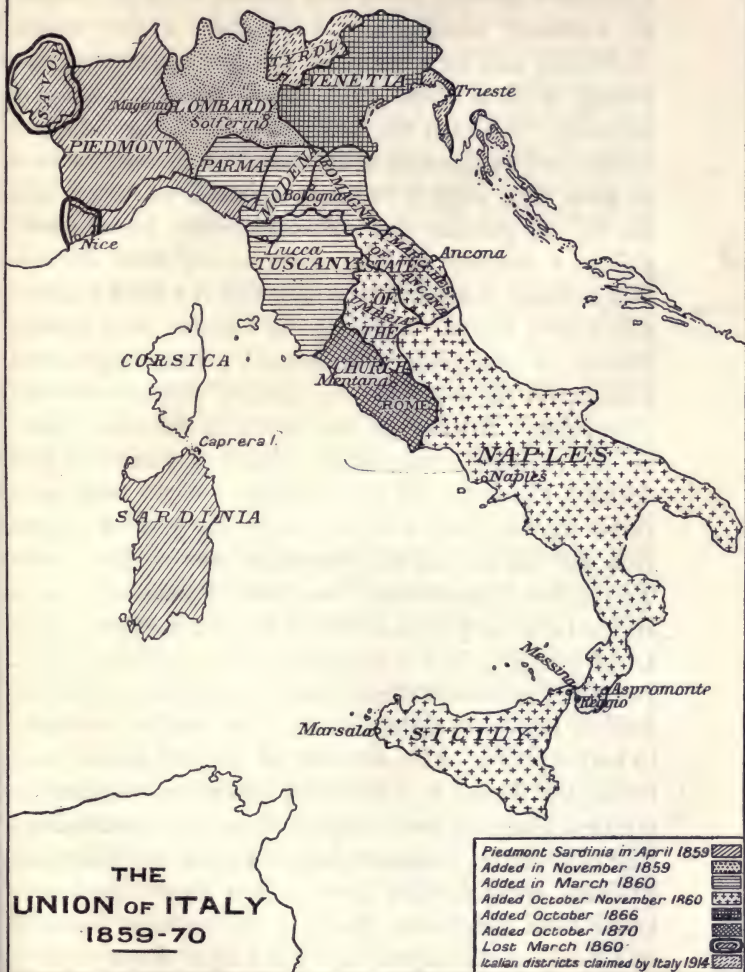 SAVOY
TYROL
VENETIA
Trieste
Magenta
LOMBARDY
Solferino
PIEDMONT
PARMA
MODENA
ROMAGNA
Bologna
Nice
Lucca
TUSCANY
MARCHES
OF ANCONA
Ancona
STATES
OF
UMBRIA
THE
CHURCH
Mentana
ROME
CORSICA
Caprera I.
SARDINIA
NAPLES
Naples
Messina
Aspromonte
Reggio
Marsala
SICILY
THE
UNION OF ITALY
1859-70
Piedmont Sardinia in April 1859
Added in November 1859
Added in March 1860
Added October November 1860
Added October 1866
Added October 1870
Lost March 1860
Italian districts claimed by Italy 1914